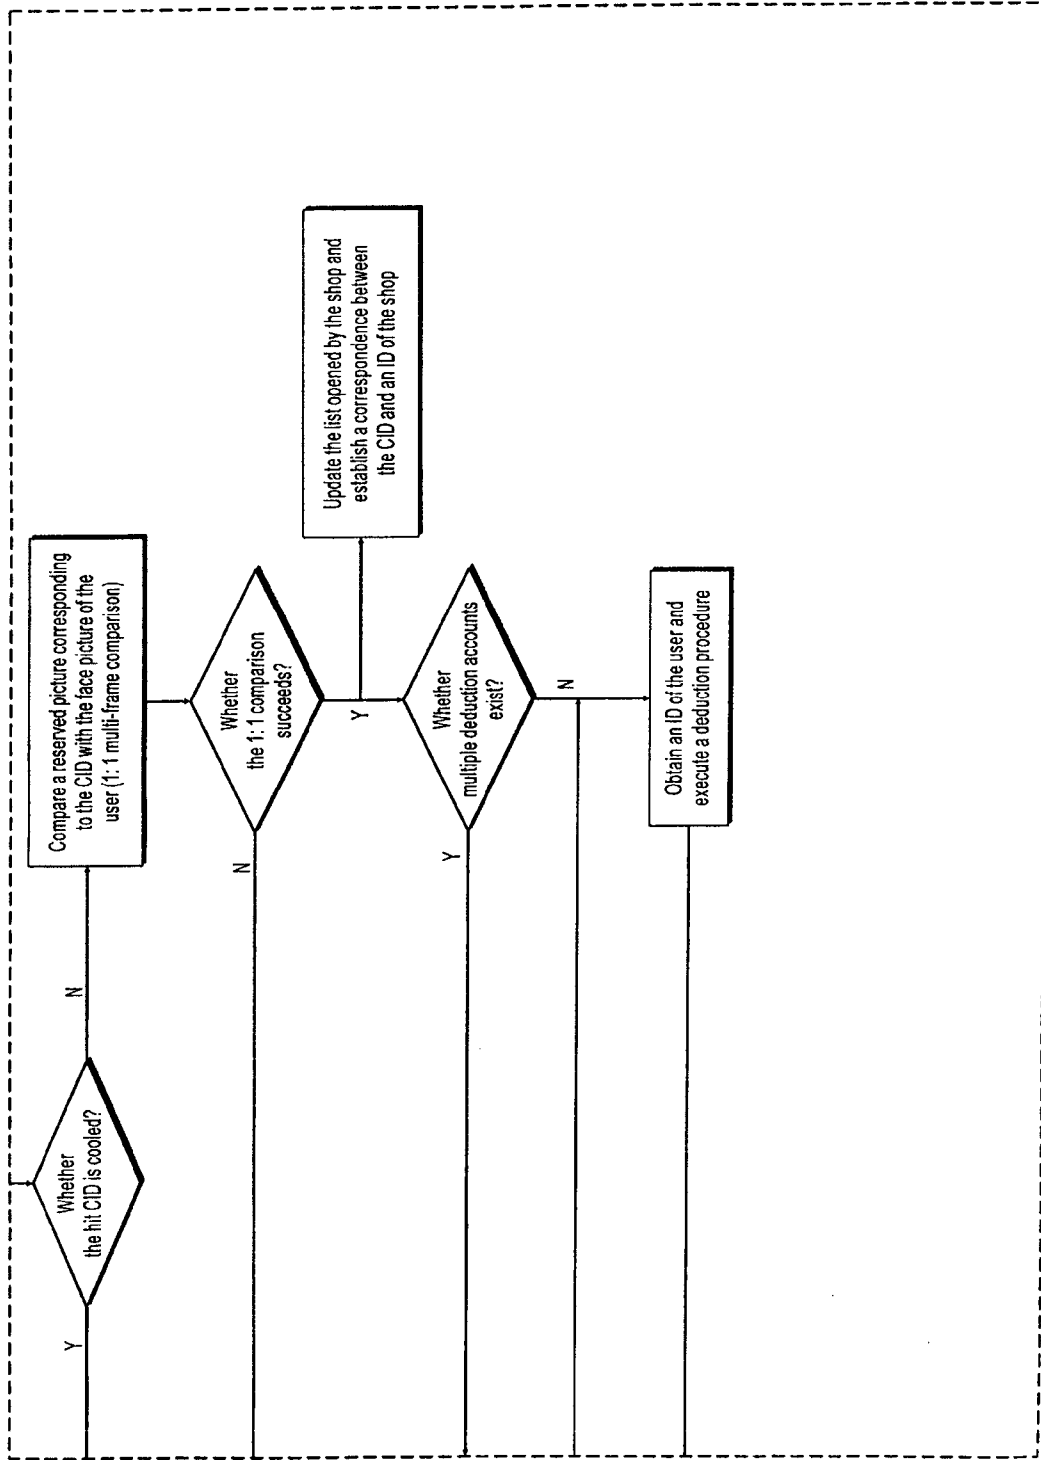 Whether
the hit CID is cooled?
Y
N
Compare a reserved picture corresponding
to the CID with the face picture of the
user (1: 1 multi-frame comparison)
Whether
the 1: 1 comparison
succeeds?
N
Y
Update the list opened by the shop and
establish a correspondence between
the CID and an ID of the shop
Whether
multiple deduction accounts
exist?
Y
N
Obtain an ID of the user and
execute a deduction procedure